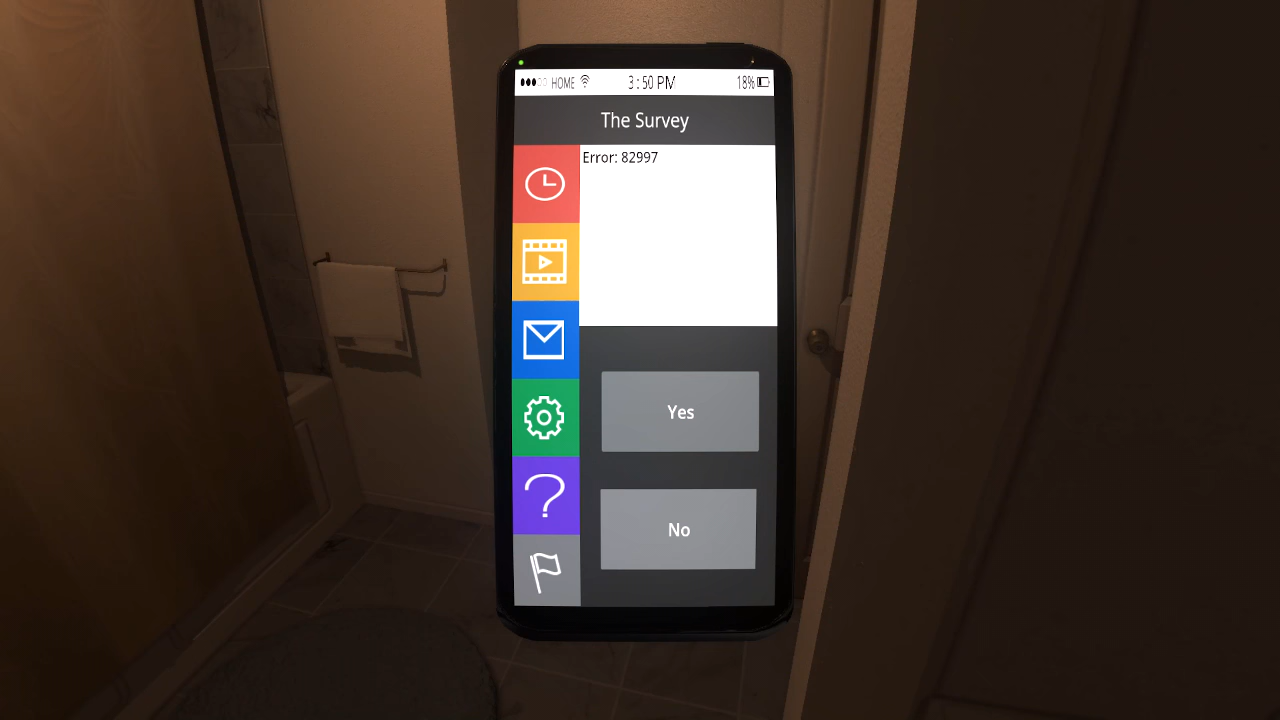 HOME 3:50 PM 18%
The Survey
Error: 82997
Yes
No